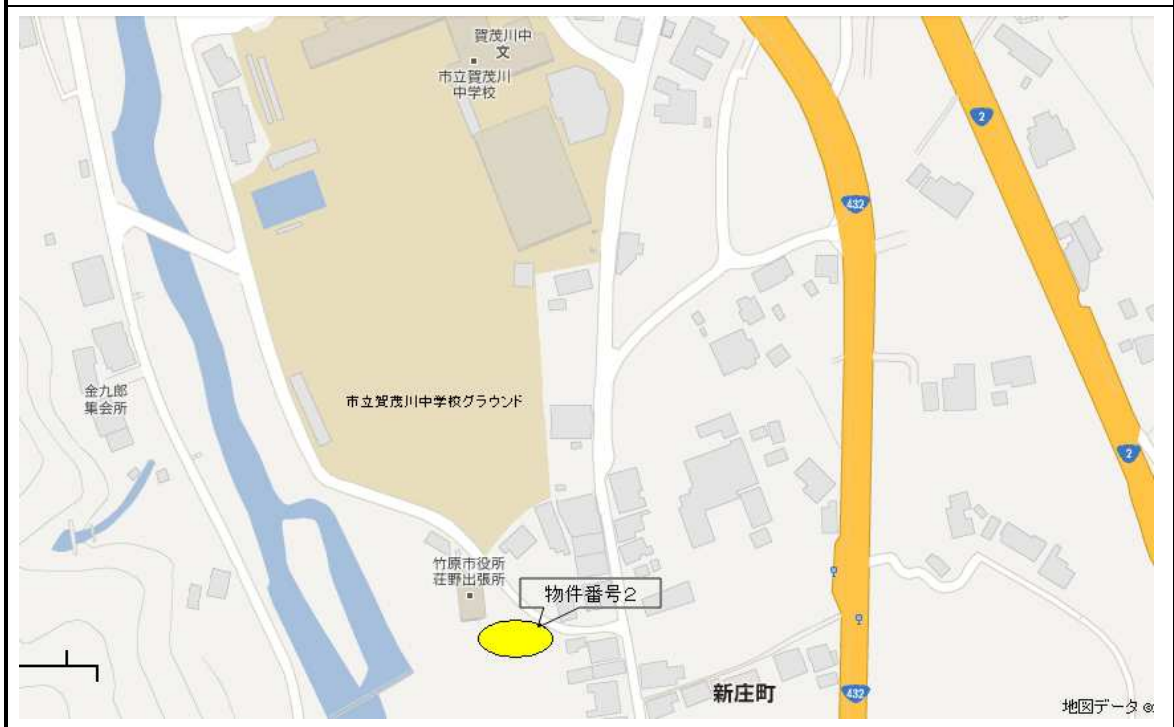 賀茂川中
文
市立賀茂川
中学校
2
432
金九郎
集会所
市立賀茂川中学校グラウンド
2
竹原市役所
荘野出張所
物件番号2
新庄町
432
地図データ ©